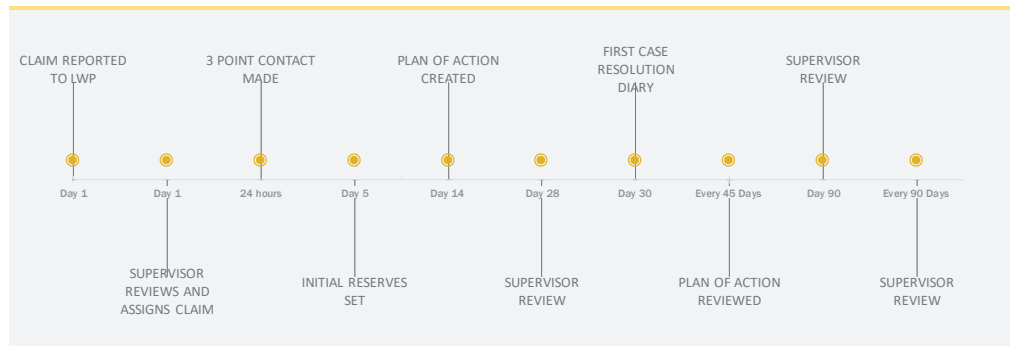 CLAIM REPORTED
TO LWP
3 POINT CONTACT
MADE
PLAN OF ACTION
CREATED
FIRST CASE
RESOLUTION
DIARY
SUPERVISOR
REVIEW
Day 1
Day 1
24 hours
Day 5
Day 14
Day 28
Day 30
Every 45 Days
Day 90
Every 90 Days
SUPERVISOR
REVIEWS AND
ASSIGNS CLAIM
INITIAL RESERVES
SET
SUPERVISOR
REVIEW
PLAN OF ACTION
REVIEWED
SUPERVISOR
REVIEW